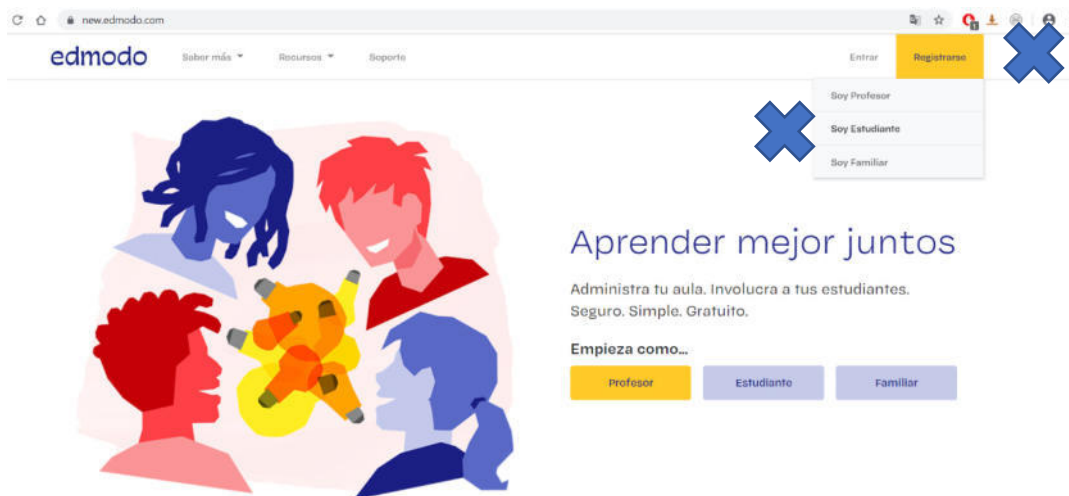 new.edmodo.com
1
edmodo Saber más Recursos Soporte Entrar Registrarse
Soy Profesor
Soy Estudiante
Soy Familiar
Aprender mejor juntos
Administra tu aula. Involucra a tus estudiantes.
Seguro. Simple. Gratuito.
Empieza como...
Profesor Estudiante Familiar